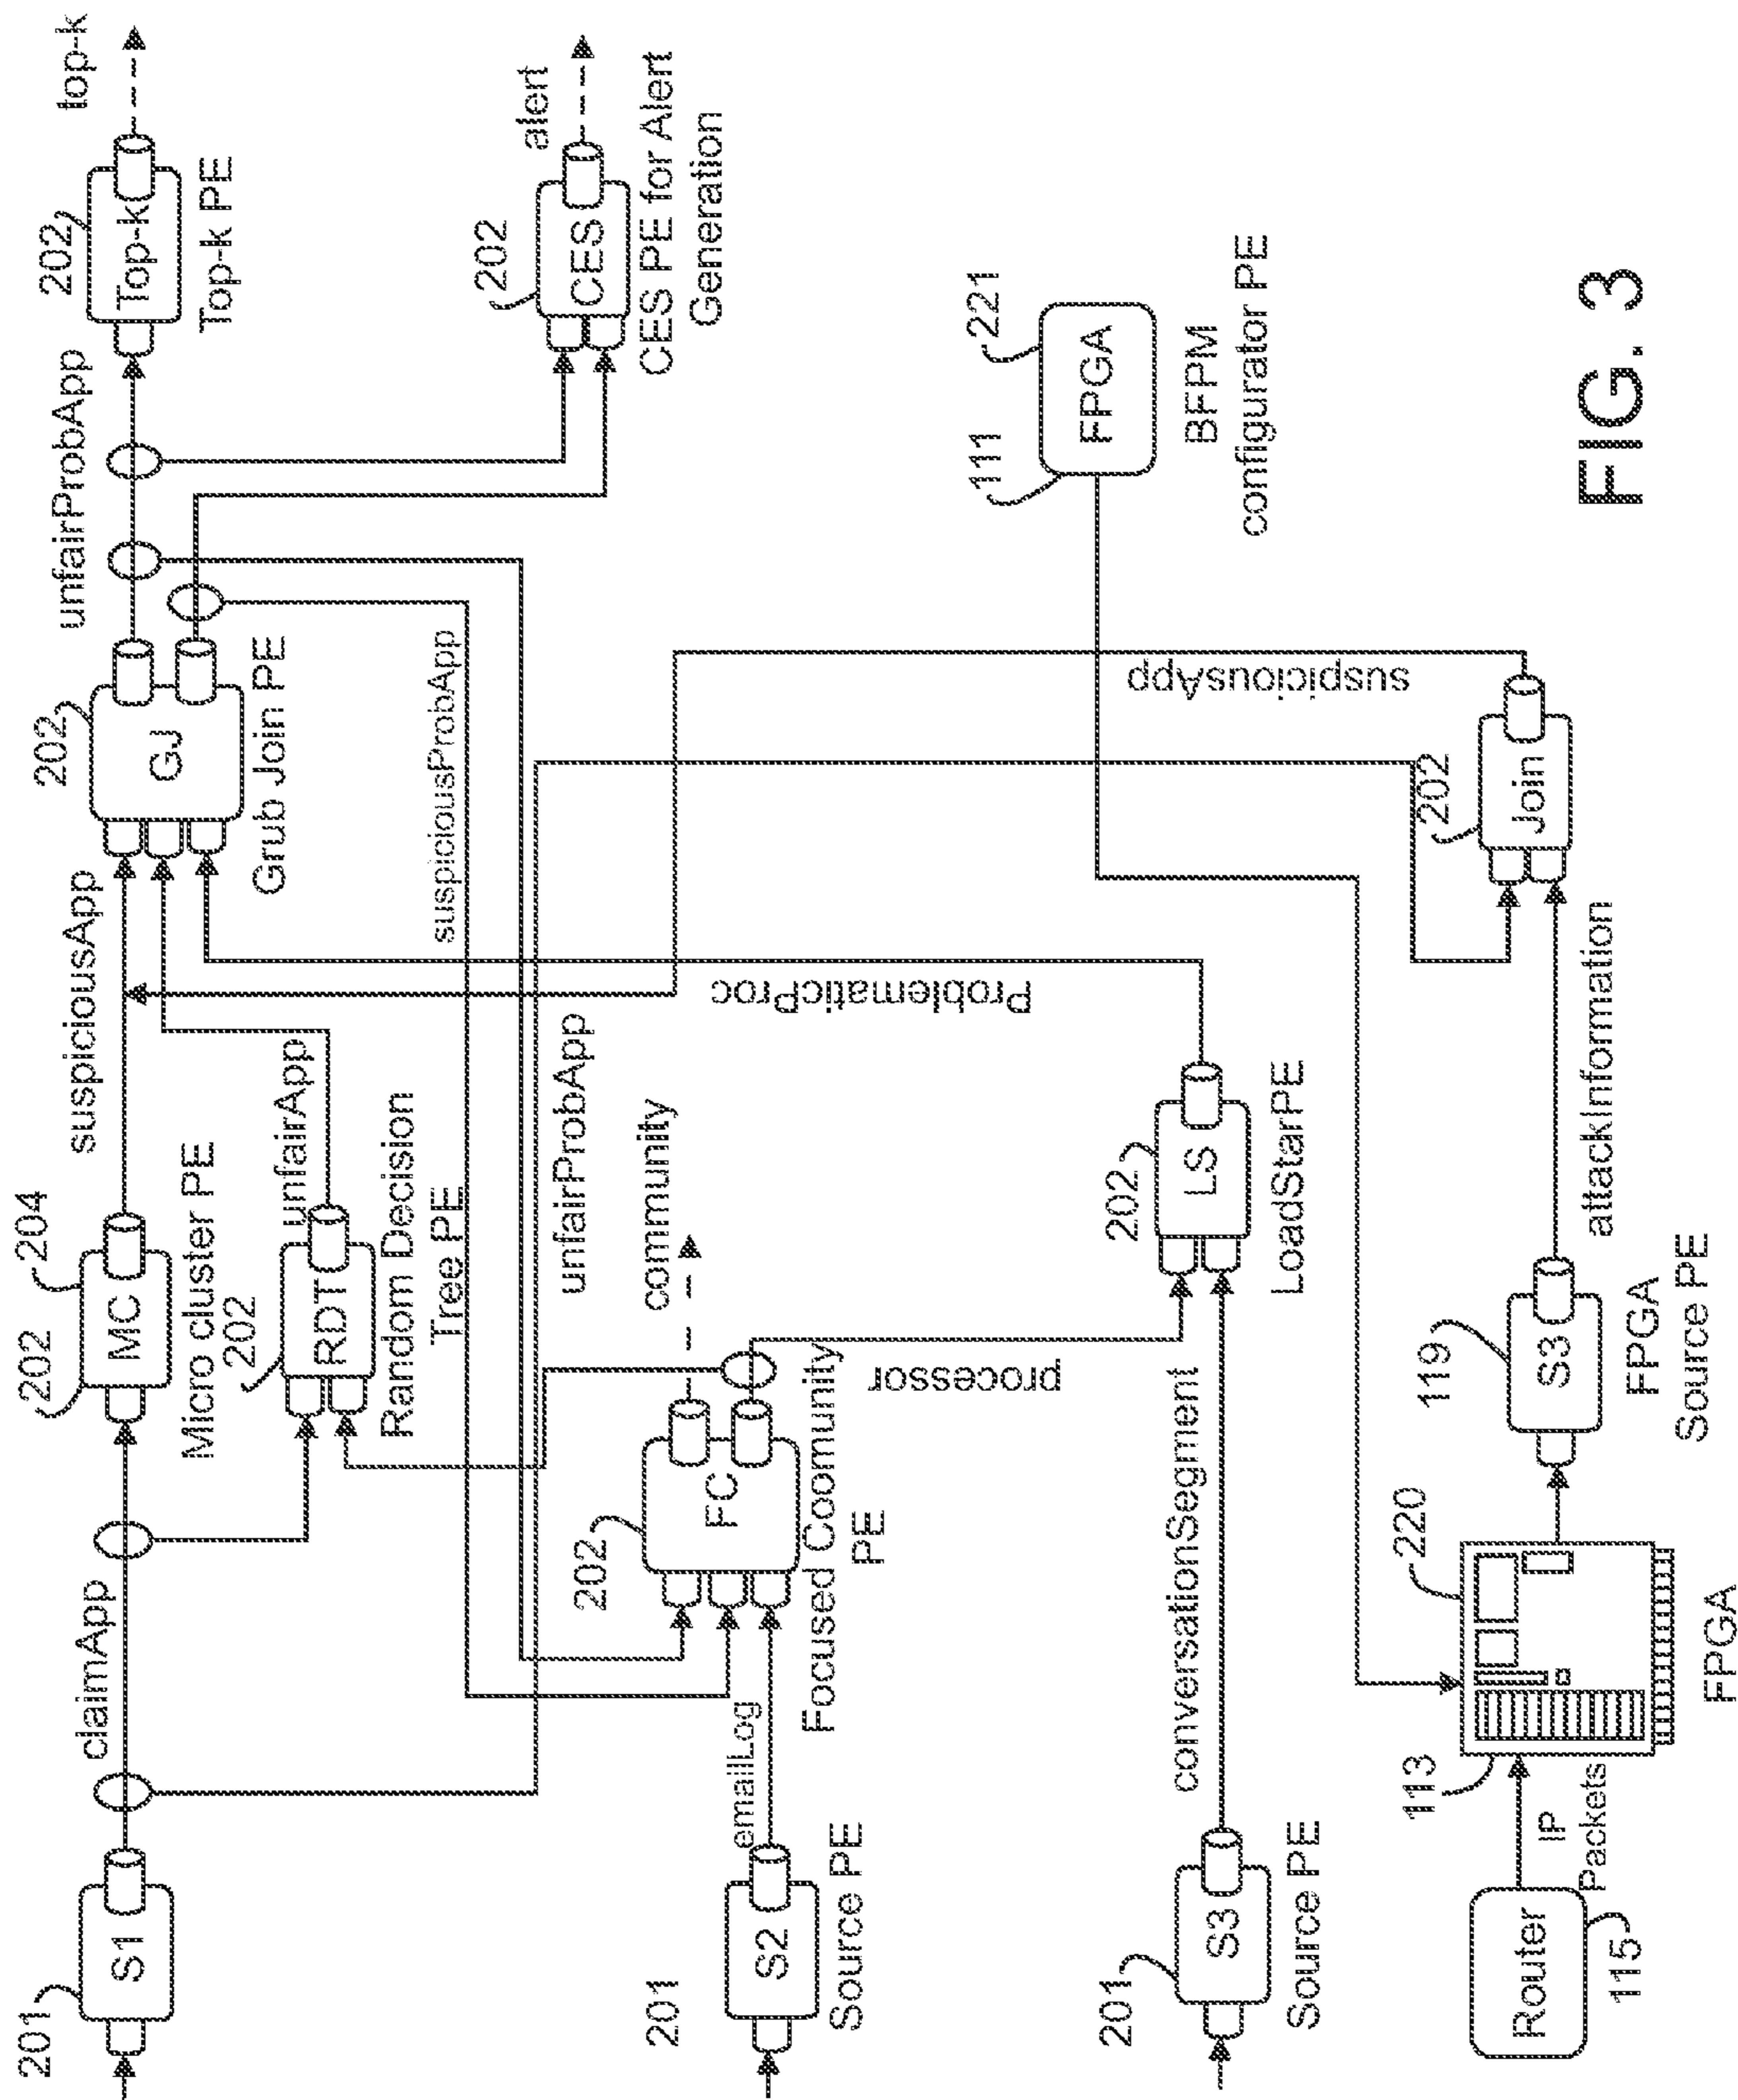 201
S1
claimApp
202
MC
204
Micro cluster PE
suspiciousApp
202
GJ
Grub Join PE
unfairProbApp
202
Top-k
Top-k PE
top-k
202
RDT
unfairApp
Random Decision
Tree PE
suspiciousProbApp
unfairProbApp
202
CES
alert
CES PE for Alert
Generation
201
S2
Source PE
emailLog
202
FC
Focused Coomunity
PE
community
processor
ProblematicProc
suspiciousApp
201
S3
Source PE
conversationSegment
202
LS
LoadStarPE
111
FPGA
221
BFPM
configurator PE
Router
115
IP
Packets
113
220
FPGA
119
S3
FPGA
Source PE
attackInformation
202
Join
FIG. 3